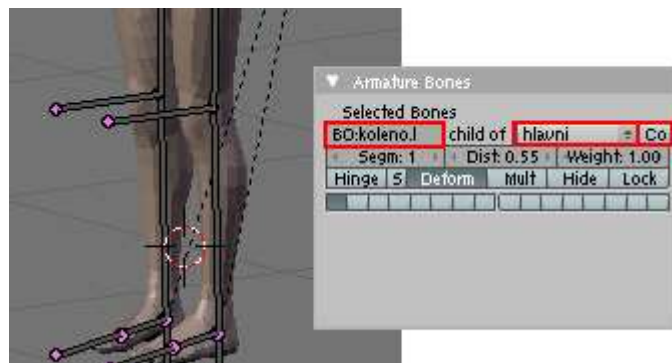 Armature Bones
Selected Bones
BO:koleno.l child of hlavni Co
Segm: 1 Dist: 0.55 Weight: 1.00
Hinge S Deform Mult Hide Lock